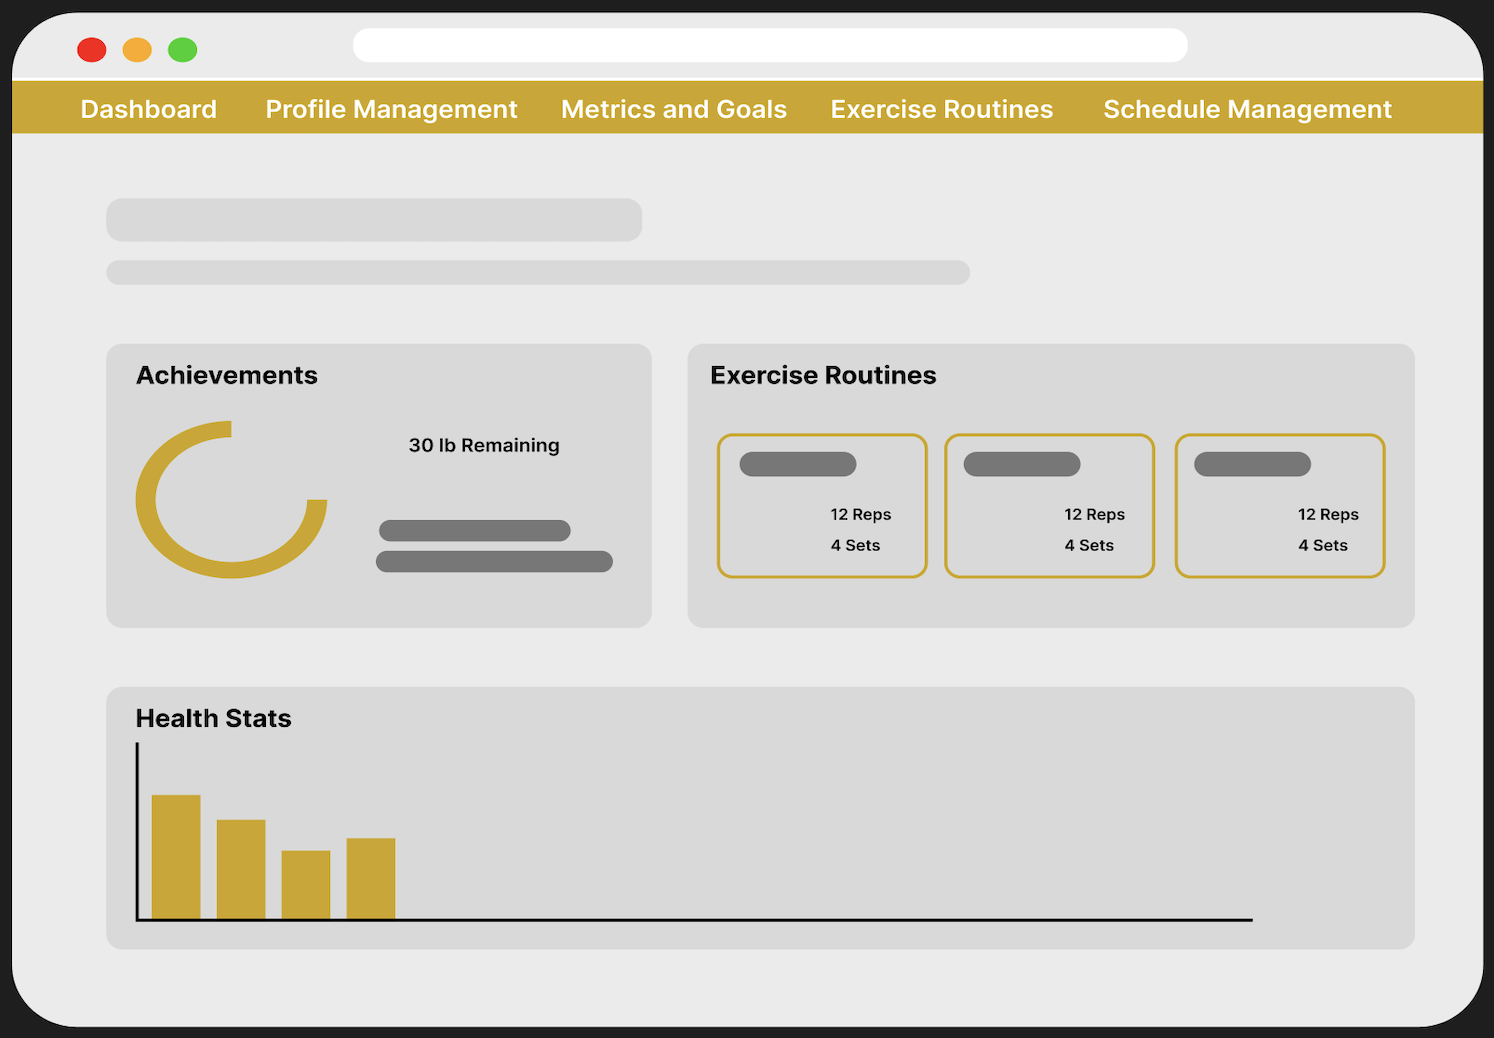 Dashboard Profile Management Metrics and Goals Exercise Routines Schedule Management
Achievements
30 lb Remaining
Exercise Routines
12 Reps
4 Sets
12 Reps
4 Sets
12 Reps
4 Sets
Health Stats